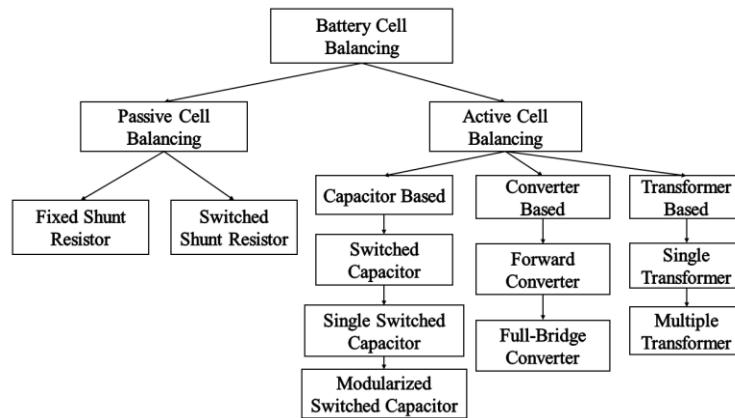 Battery Cell
Balancing
Passive Cell
Balancing
Active Cell
Balancing
Fixed Shunt
Resistor
Switched
Shunt Resistor
Capacitor Based
Converter
Based
Transformer
Based
Switched
Capacitor
Forward
Converter
Single
Transformer
Single Switched
Capacitor
Full-Bridge
Converter
Multiple
Transformer
Modularized
Switched Capacitor